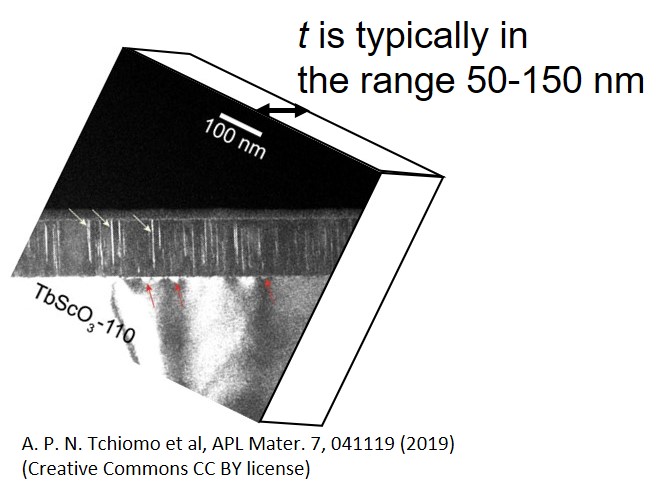 t is typically in
the range 50-150 nm
100 nm
TbScO₃-110
A. P. N. Tchiomo et al, APL Mater. 7, 041119 (2019)
(Creative Commons CC BY license)